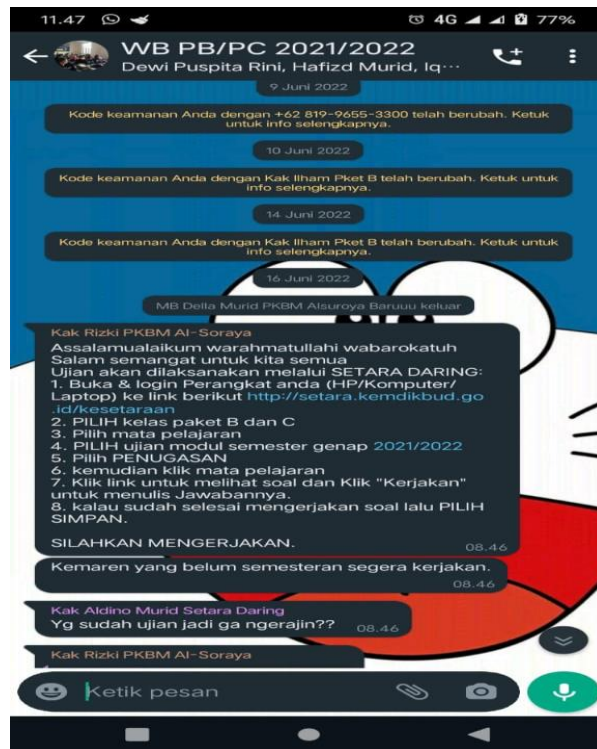 11.47
4G
77%
WB PB/PC 2021/2022
Dewi Puspita Rini, Hafizd Murid, Iq...
9 Juni 2022
Kode keamanan Anda dengan +62 819-9655-3300 telah berubah. Ketuk
untuk info selengkapnya.
10 Juni 2022
Kode keamanan Anda dengan Kak Ilham Pket B telah berubah. Ketuk untuk
info selengkapnya.
14 Juni 2022
Kode keamanan Anda dengan Kak Ilham Pket B telah berubah. Ketuk untuk
info selengkapnya.
16 Juni 2022
MB Della Murid PKBM Alsuroya Baruuu keluar
Kak Rizki PKBM Al-Soraya
Assalamualaikum warahmatullahi wabarokatuh
Salam semangat untuk kita semua
Ujian akan dilaksanakan melalui SETARA DARING:
1. Buka & login Perangkat anda (HP/Komputer/
Laptop) ke link berikut http://setara.kemdikbud.go
.id/kesetaraan
2. PILIH kelas paket B dan C
3. Pilih mata pelajaran
4. PILIH ujian modul semester genap 2021/2022
5. Pilih PENUGASAN
6. kemudian klik mata pelajaran
7. Klik link untuk melihat soal dan Klik "Kerjakan"
untuk menulis Jawabannya.
8. kalau sudah selesai mengerjakan soal lalu PILIH
SIMPAN.
SILAHKAN MENGERJAKAN.
08.46
Kemaren yang belum semesteran segera kerjakan.
08.46
Kak Aldino Murid Setara Daring
Yg sudah ujian jadi ga ngerajin??
08.46
Kak Rizki PKBM Al-Soraya
Ketik pesan